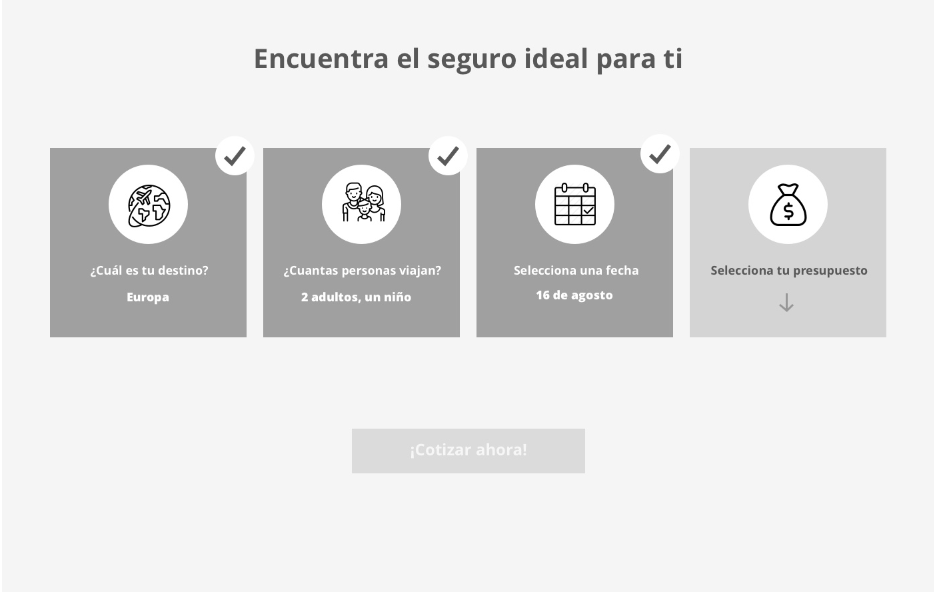 Encuentra el seguro ideal para ti
¿Cuál es tu destino?
Europa
¿Cuantas personas viajan?
2 adultos, un niño
Selecciona una fecha
16 de agosto
Selecciona tu presupuesto
$
¡Cotizar ahora!